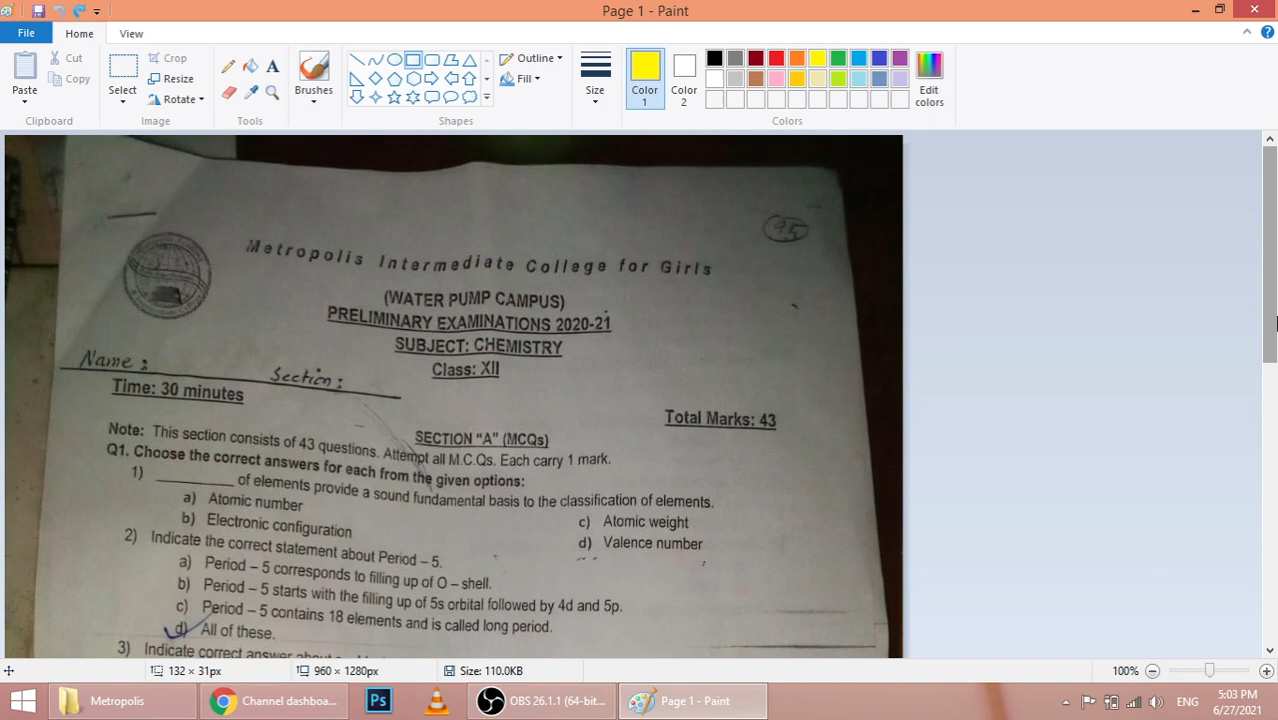 Page 1 - Paint
File
Home
View
Paste
Cut
Copy
Clipboard
Select
Crop
Resize
Rotate
Image
A
Tools
Brushes
Outline
Fill
Shapes
Size
Color 1
Color 2
Edit colors
Colors
95
Metropolis Intermediate College for Girls
(WATER PUMP CAMPUS)
PRELIMINARY EXAMINATIONS 2020-21
SUBJECT: CHEMISTRY
Class: XII
Name: Section:
Time: 30 minutes
Total Marks: 43
SECTION "A" (MCQs)
Note: This section consists of 43 questions. Attempt all M.C.Qs. Each carry 1 mark.
Q1. Choose the correct answers for each from the given options:
1) ________ of elements provide a sound fundamental basis to the classification of elements.
a) Atomic number
b) Electronic configuration
c) Atomic weight
d) Valence number
2) Indicate the correct statement about Period – 5.
a) Period – 5 corresponds to filling up of O – shell.
b) Period – 5 starts with the filling up of 5s orbital followed by 4d and 5p.
c) Period – 5 contains 18 elements and is called long period.
d) All of these.
3) Indicate correct answer about
132 × 31px
960 × 1280px
Size: 110.0KB
100%
Metropolis
Channel dashboa...
Ps
OBS 26.1.1 (64-bit...
Page 1 - Paint
ENG
5:03 PM
6/27/2021